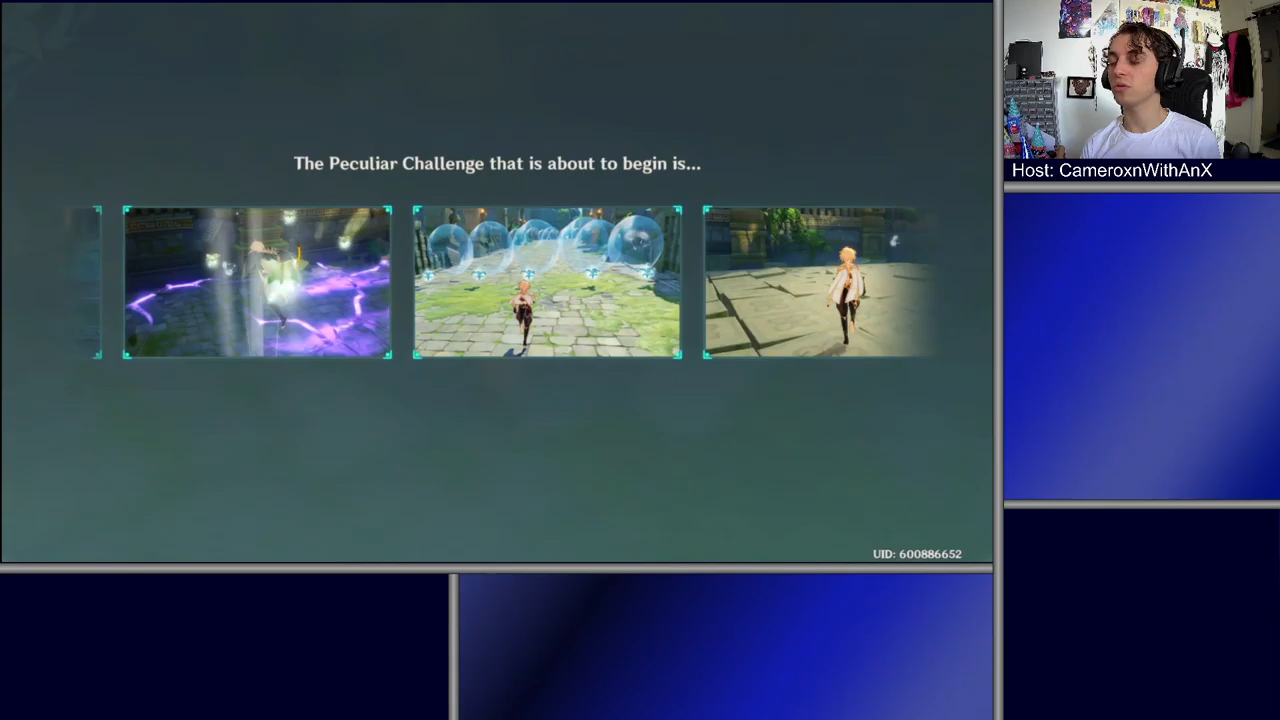 The Peculiar Challenge that is about to begin is...
Host: CameroxnWithAnX
UID: 600886652